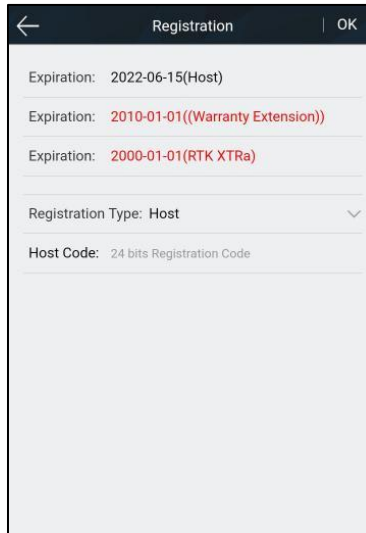 Registration OK
Expiration: 2022-06-15(Host)
Expiration: 2010-01-01((Warranty Extension))
Expiration: 2000-01-01(RTK XTRa)
Registration Type: Host
Host Code: 24 bits Registration Code